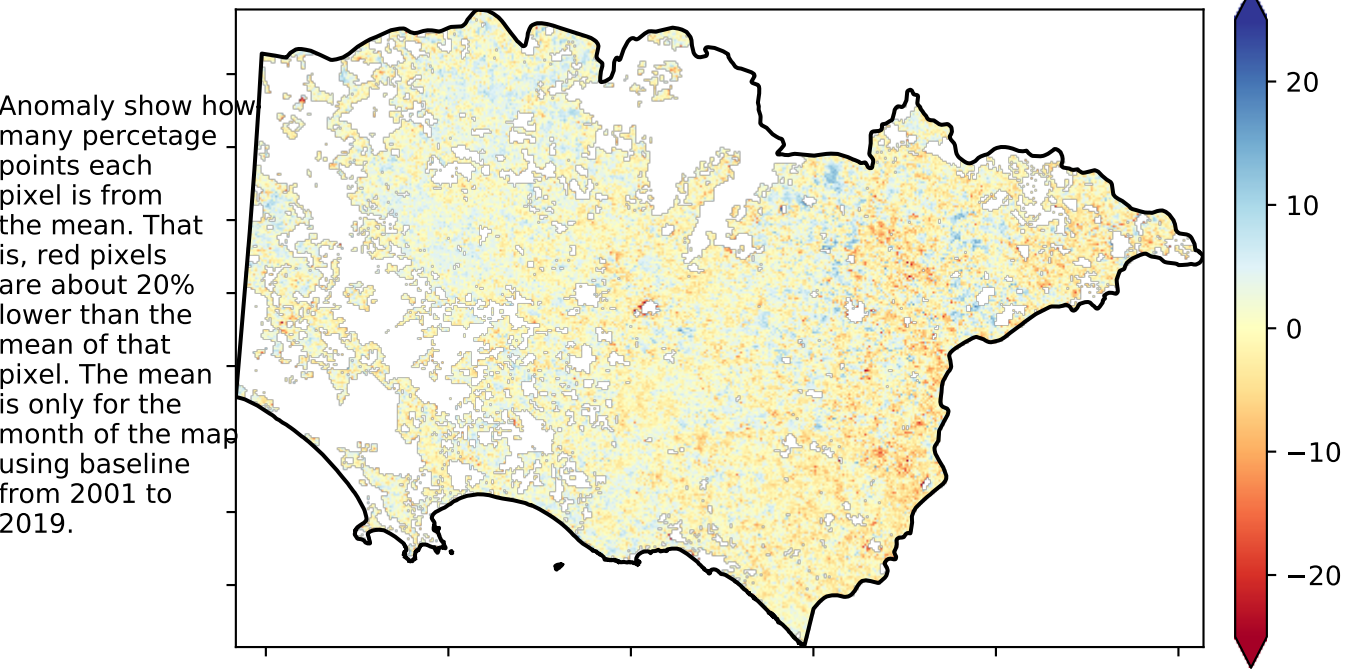 Anomaly show how
many percetage
points each
pixel is from
the mean. That
is, red pixels
are about 20%
lower than the
mean of that
pixel. The mean
is only for the
month of the map
using baseline
from 2001 to
2019.
20
10
0
−10
−20